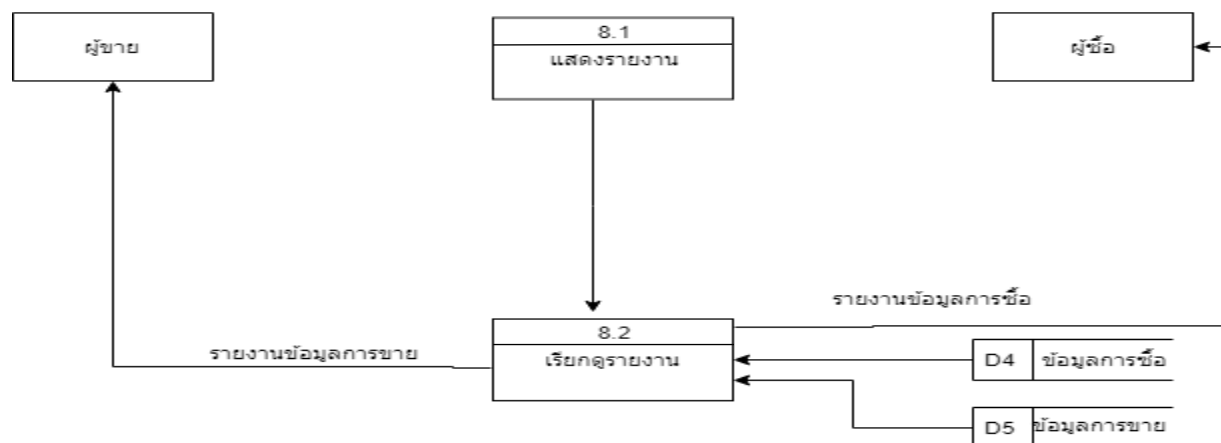 ผู้ขาย
8.1
แสดงรายงาน
ผู้ซื้อ
รายงานข้อมูลการซื้อ
8.2
เรียกดูรายงาน
รายงานข้อมูลการขาย
D4 ข้อมูลการซื้อ
D5 ข้อมูลการขาย